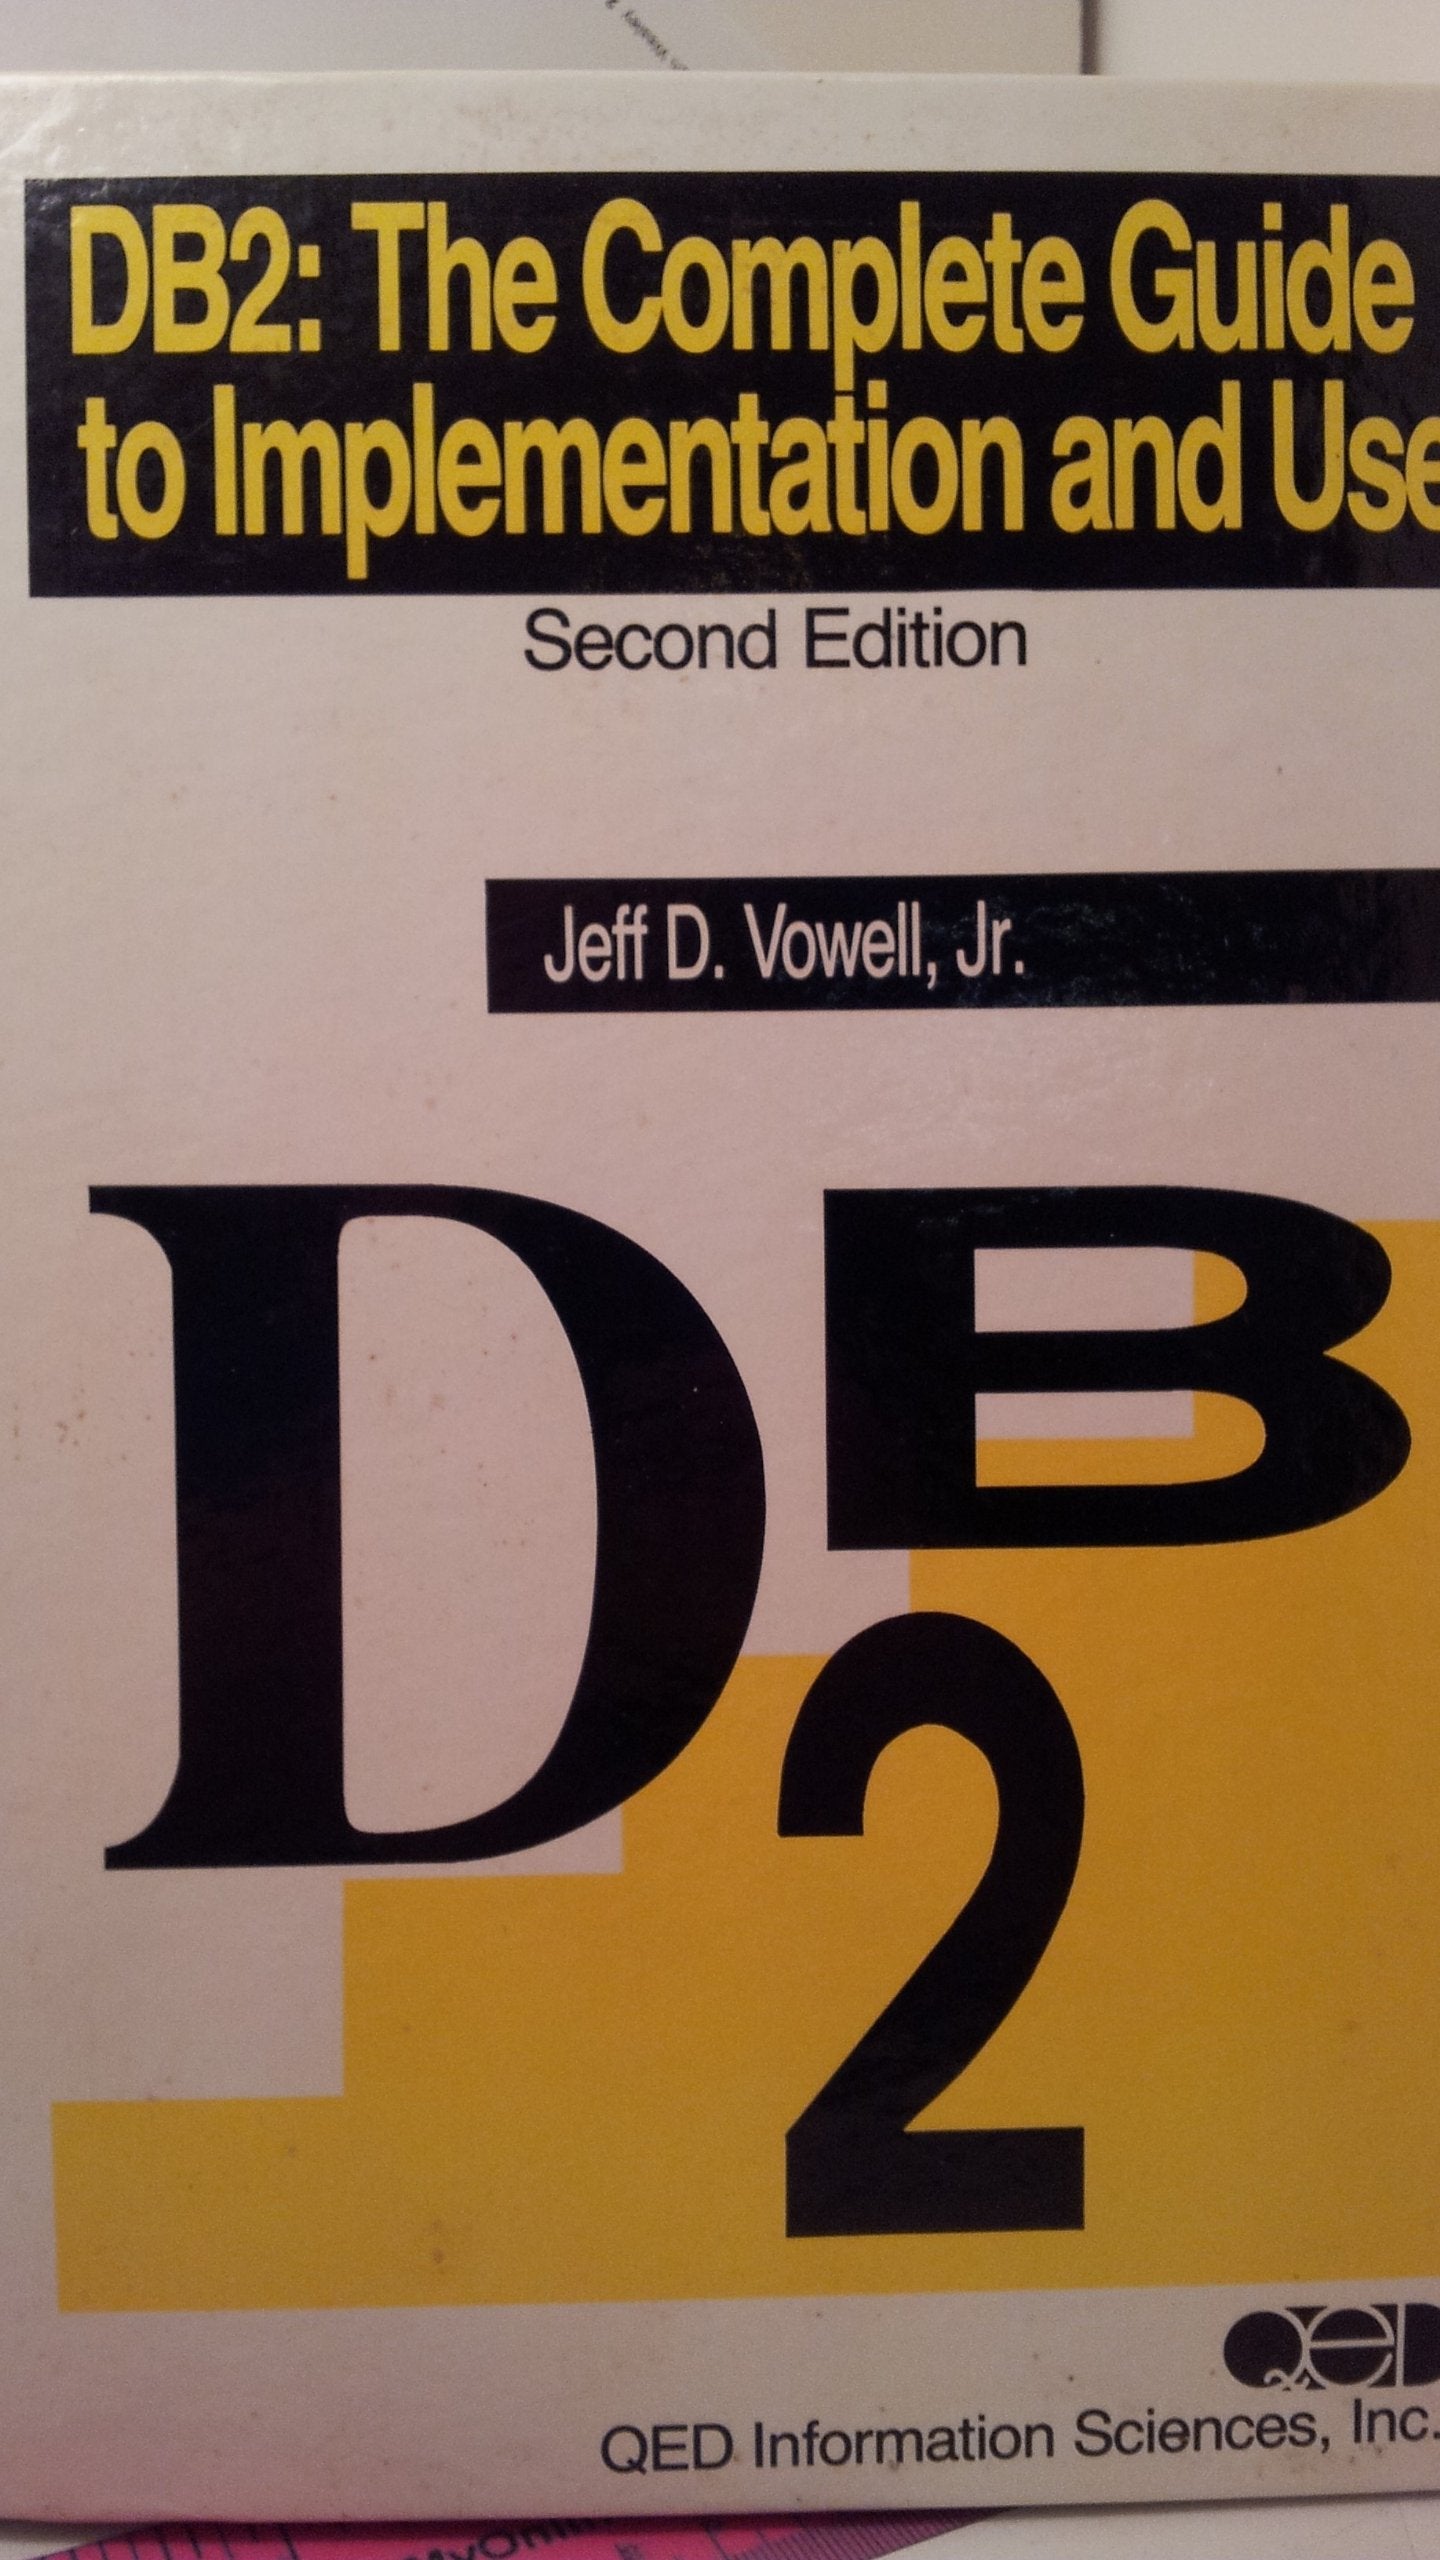 DB2: The Complete Guide
to Implementation and Use
Second Edition
Jeff D. Vowell, Jr.
D B
2
QED
QED Information Sciences, Inc.